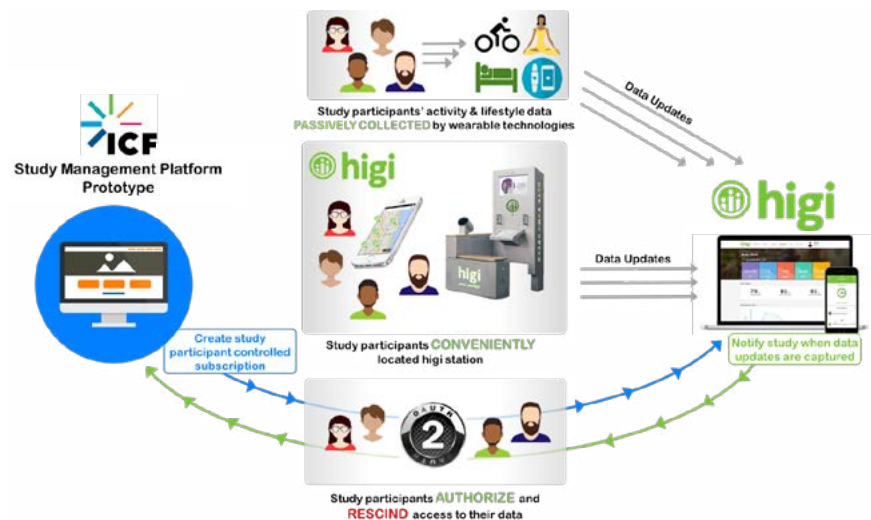 ICF
Study Management Platform
Prototype
Study participants' activity & lifestyle data
PASSIVELY COLLECTED by wearable technologies
Data Updates
higi
higi
Study participants CONVENIENTLY
located higi station
Data Updates
higi
Create study
participant controlled
subscription
Notify study when data
updates are captured
OAUTH
2
Study participants AUTHORIZE and
RESCIND access to their data